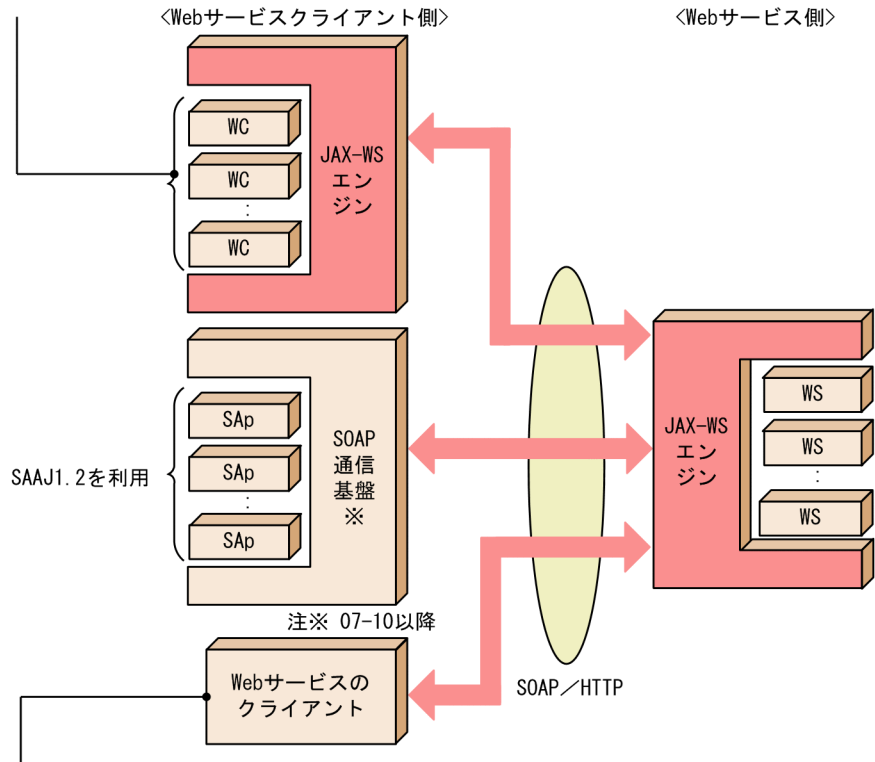 <Webサービスクライアント側>
<Webサービス側>
WC
WC
:
WC
JAX-WS
エン
ジン
SAAJ1.2を利用
SAp
SAp
:
SAp
SOAP
通信
基盤
※
JAX-WS
エン
ジン
WS
WS
:
WS
注※ 07-10以降
Webサービスの
クライアント
SOAP/HTTP